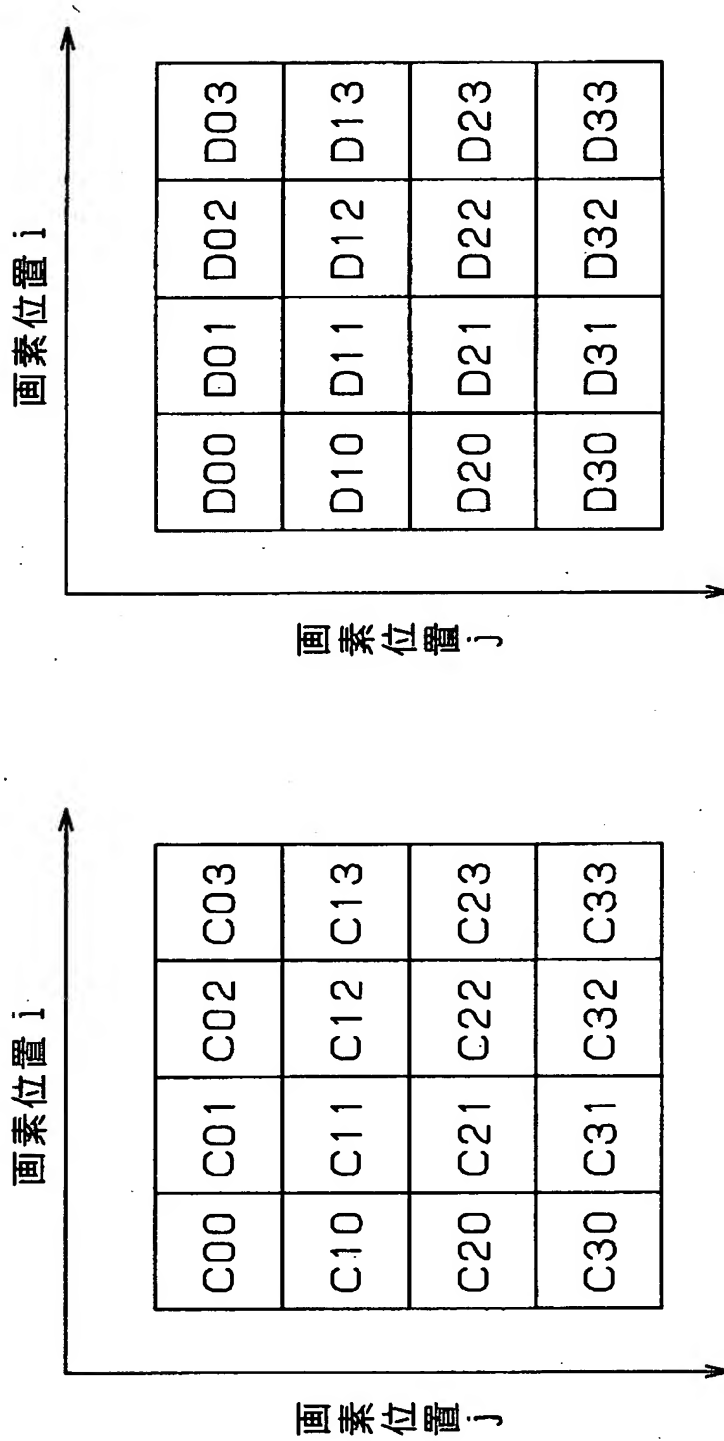 画素位置 i
画素位置 j
C00 C01 C02 C03
C10 C11 C12 C13
C20 C21 C22 C23
C30 C31 C32 C33
画素位置 i
画素位置 j
D00 D01 D02 D03
D10 D11 D12 D13
D20 D21 D22 D23
D30 D31 D32 D33